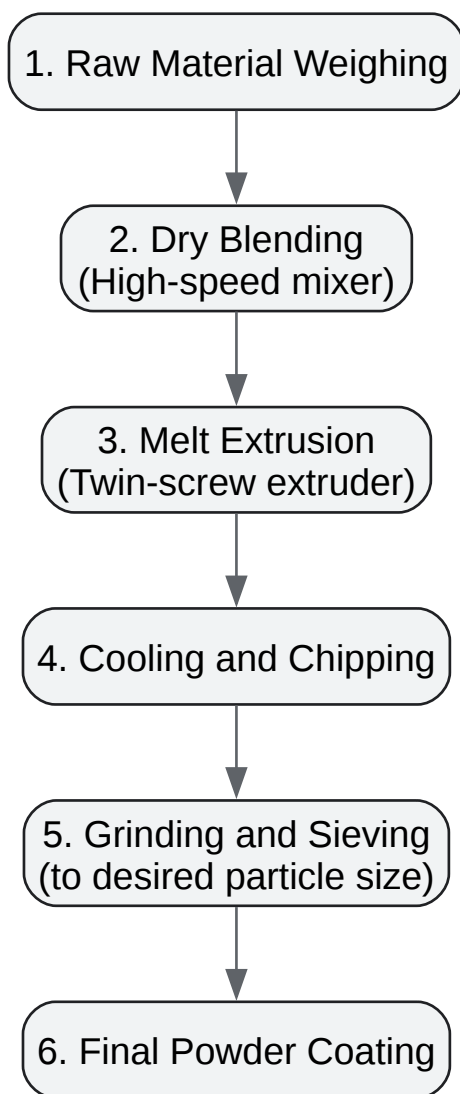 1. Raw Material Weighing
2. Dry Blending
(High-speed mixer)
3. Melt Extrusion
(Twin-screw extruder)
4. Cooling and Chipping
5. Grinding and Sieving
(to desired particle size)
6. Final Powder Coating